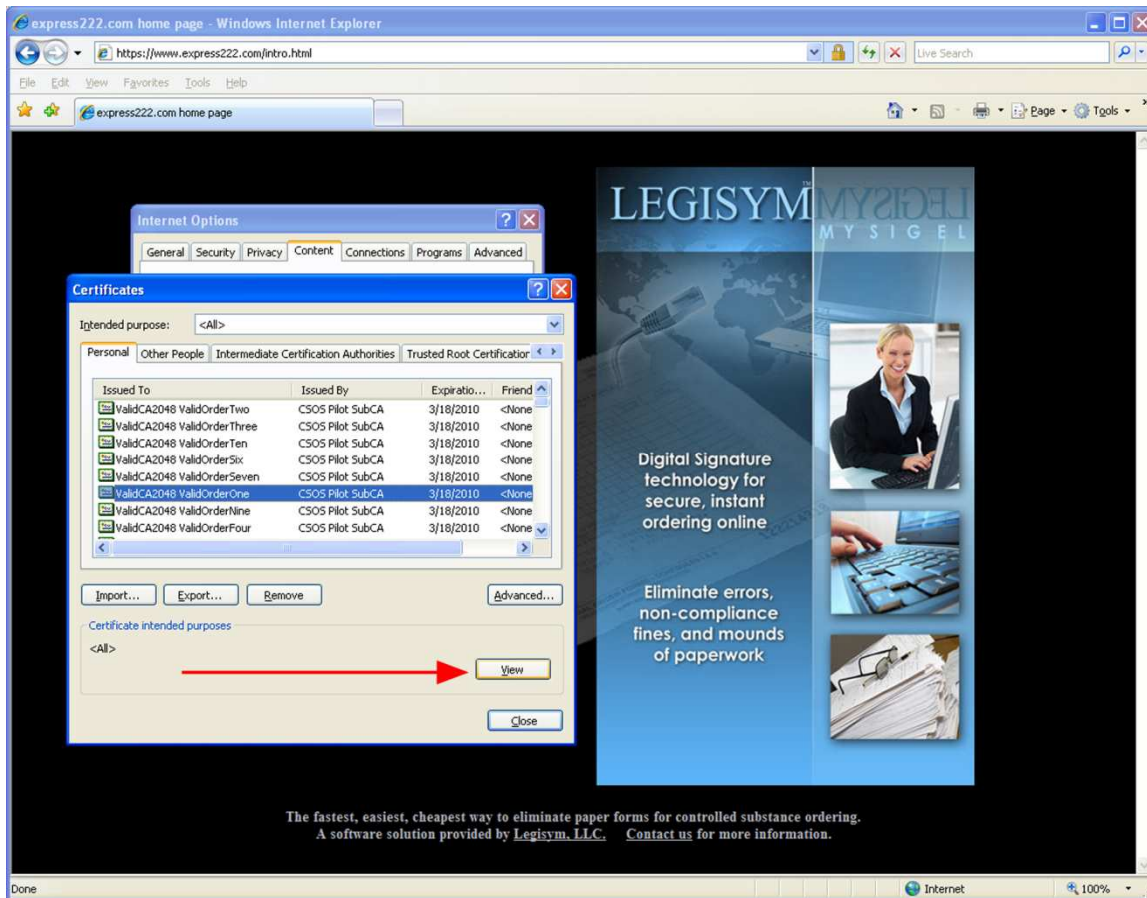 express222.com home page - Windows Internet Explorer
https://www.express222.com/intro.html
Live Search
File Edit View Favorites Tools Help
express222.com home page
Page Tools
Internet Options
General Security Privacy Content Connections Programs Advanced
Certificates
Intended purpose: <All>
Personal Other People Intermediate Certification Authorities Trusted Root Certification
Issued To Issued By Expiratio... Friend
ValidCA2048 ValidOrderTwo CSOS Pilot SubCA 3/18/2010 <None
ValidCA2048 ValidOrderThree CSOS Pilot SubCA 3/18/2010 <None
ValidCA2048 ValidOrderTen CSOS Pilot SubCA 3/18/2010 <None
ValidCA2048 ValidOrderSix CSOS Pilot SubCA 3/18/2010 <None
ValidCA2048 ValidOrderSeven CSOS Pilot SubCA 3/18/2010 <None
ValidCA2048 ValidOrderOne CSOS Pilot SubCA 3/18/2010 <None
ValidCA2048 ValidOrderNine CSOS Pilot SubCA 3/18/2010 <None
ValidCA2048 ValidOrderFour CSOS Pilot SubCA 3/18/2010 <None
Import... Export... Remove Advanced...
Certificate intended purposes
<All>
View
Close
LEGISYM™
MYSIGEL
Digital Signature
technology for
secure, instant
ordering online
Eliminate errors,
non-compliance
fines, and mounds
of paperwork
The fastest, easiest, cheapest way to eliminate paper forms for controlled substance ordering.
A software solution provided by Legisym, LLC. Contact us for more information.
Done Internet 100%